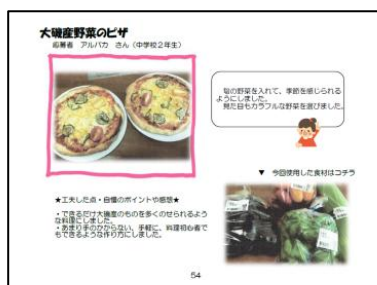 大磯産野菜のピザ
応募者 アルパカ さん（中学校２年生）
旬の野菜を入れて、季節を感じられる
ようにしました。
見た目もカラフルな野菜を選びました。
▼ 今回使用した食材はコチラ
★工夫した点・自慢のポイントや感想★
・できるだけ大磯産のものを多くのせられるよう
な料理にしました。
・あまり手のかからない、手軽に、料理初心者で
もできるような作り方にしました。
54